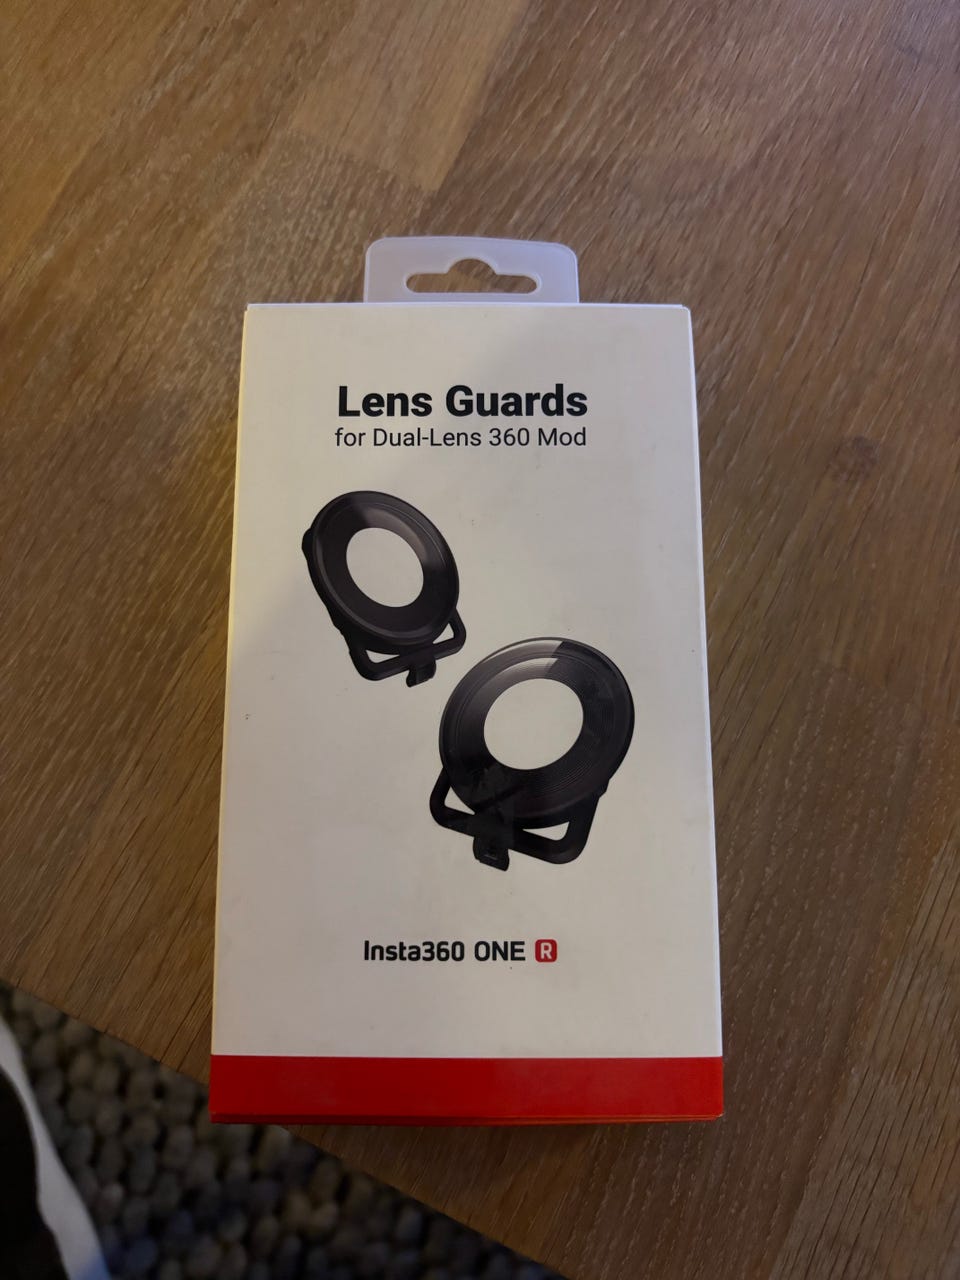 Lens Guards
for Dual-Lens 360 Mod
Insta360 ONE R